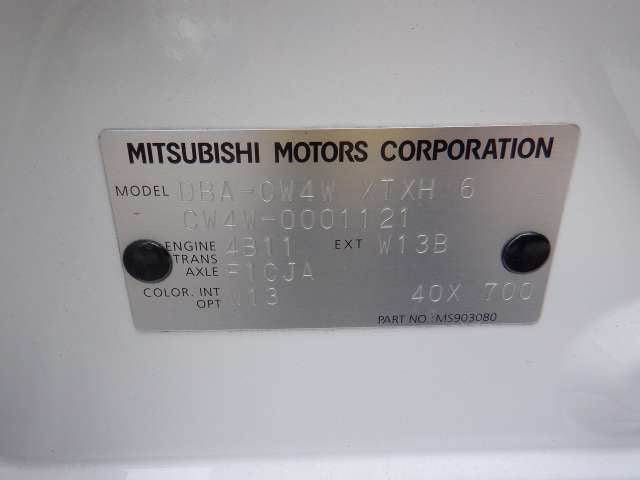 MITSUBISHI MOTORS CORPORATION
MODEL DBA-CW4W XTXH 6
CW4W-0001121
ENGINE 4B11 EXT W13B
TRANS
AXLE F1CJA
COLOR. INT 40X 700
OPT
PART NO.: MS903080